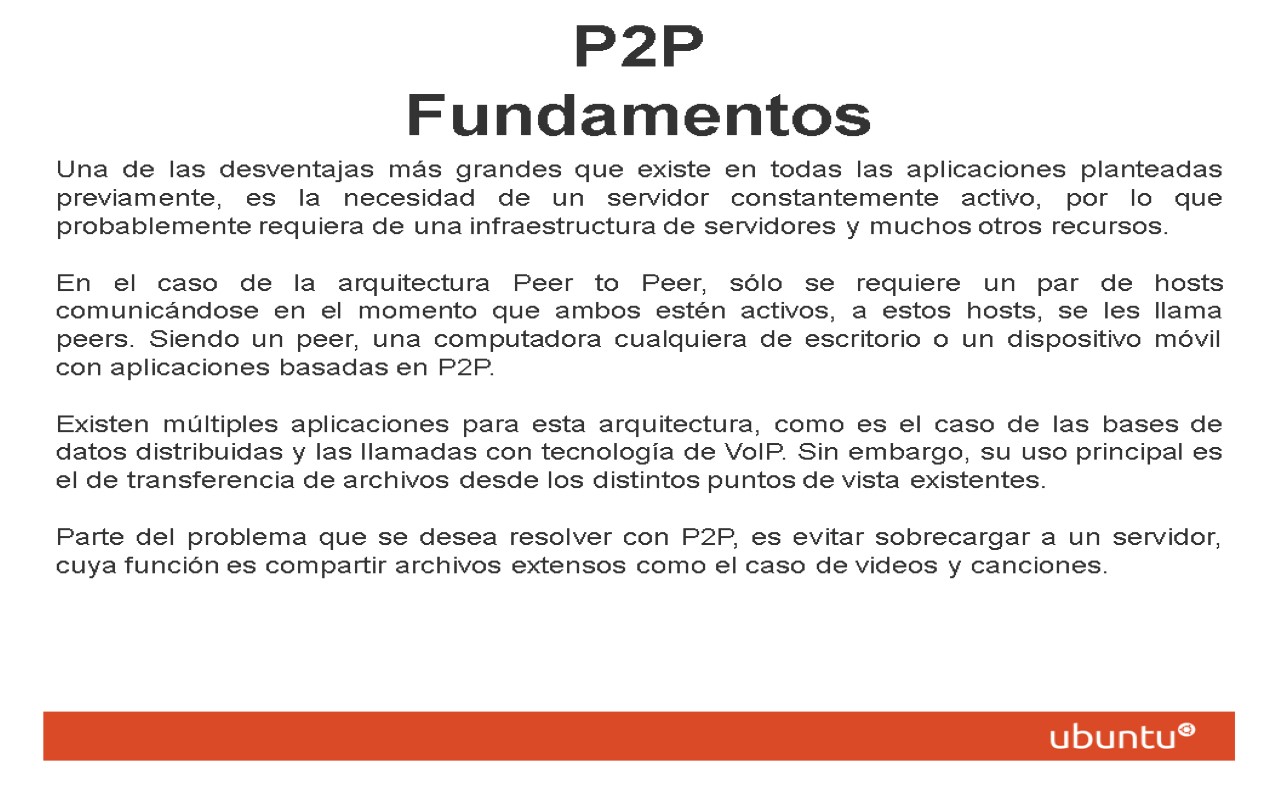 P2P
Fundamentos
Una de las desventajas más grandes que existe en todas las aplicaciones planteadas
previamente, es la necesidad de un servidor constantemente activo, por lo que
probablemente requiera de una infraestructura de servidores y muchos otros recursos.
En el caso de la arquitectura Peer to Peer, sólo se requiere un par de hosts
comunicándose en el momento que ambos estén activos, a estos hosts, se les llama
peers. Siendo un peer, una computadora cualquiera de escritorio o un dispositivo móvil
con aplicaciones basadas en P2P.
Existen múltiples aplicaciones para esta arquitectura, como es el caso de las bases de
datos distribuidas y las llamadas con tecnología de VoIP. Sin embargo, su uso principal es
el de transferencia de archivos desde los distintos puntos de vista existentes.
Parte del problema que se desea resolver con P2P, es evitar sobrecargar a un servidor,
cuya función es compartir archivos extensos como el caso de videos y canciones.
ubuntu